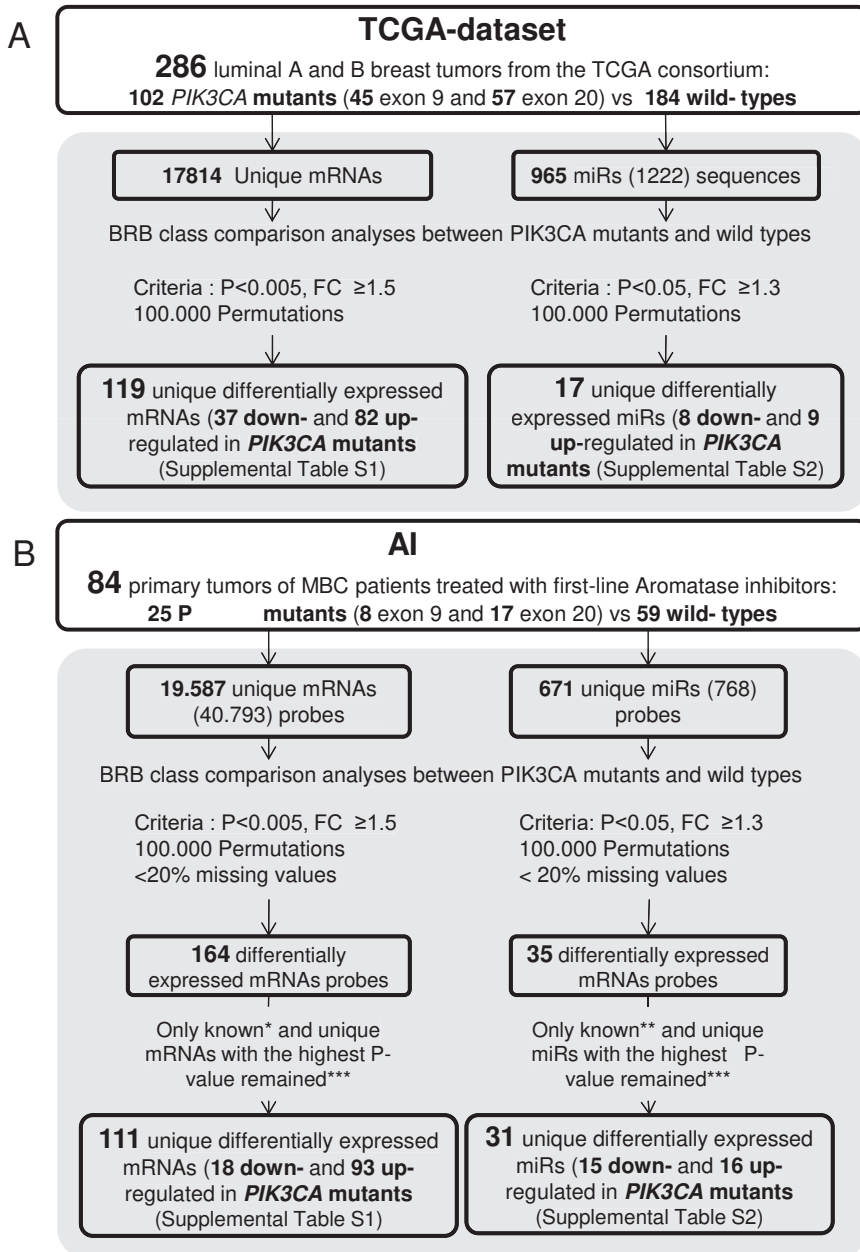 A
TCGA-dataset
286 luminal A and B breast tumors from the TCGA consortium:
102 PIK3CA mutants (45 exon 9 and 57 exon 20) vs 184 wild- types
17814 Unique mRNAs
965 miRs (1222) sequences
BRB class comparison analyses between PIK3CA mutants and wild types
Criteria : P<0.005, FC ≥1.5
100.000 Permutations
Criteria : P<0.05, FC ≥1.3
100.000 Permutations
119 unique differentially expressed
mRNAs (37 down- and 82 up-
regulated in PIK3CA mutants
(Supplemental Table S1)
17 unique differentially
expressed miRs (8 down- and 9
up-regulated in PIK3CA
mutants (Supplemental Table S2)
B
AI
84 primary tumors of MBC patients treated with first-line Aromatase inhibitors:
25 P mutants (8 exon 9 and 17 exon 20) vs 59 wild- types
19.587 unique mRNAs
(40.793) probes
671 unique miRs (768)
probes
BRB class comparison analyses between PIK3CA mutants and wild types
Criteria : P<0.005, FC ≥1.5
100.000 Permutations
<20% missing values
Criteria: P<0.05, FC ≥1.3
100.000 Permutations
< 20% missing values
164 differentially
expressed mRNAs probes
35 differentially expressed
mRNAs probes
Only known* and unique
mRNAs with the highest P-
value remained***
Only known** and unique
miRs with the highest P-
value remained***
111 unique differentially expressed
mRNAs (18 down- and 93 up-
regulated in PIK3CA mutants
(Supplemental Table S1)
31 unique differentially expressed
miRs (15 down- and 16 up-
regulated in PIK3CA mutants
(Supplemental Table S2)